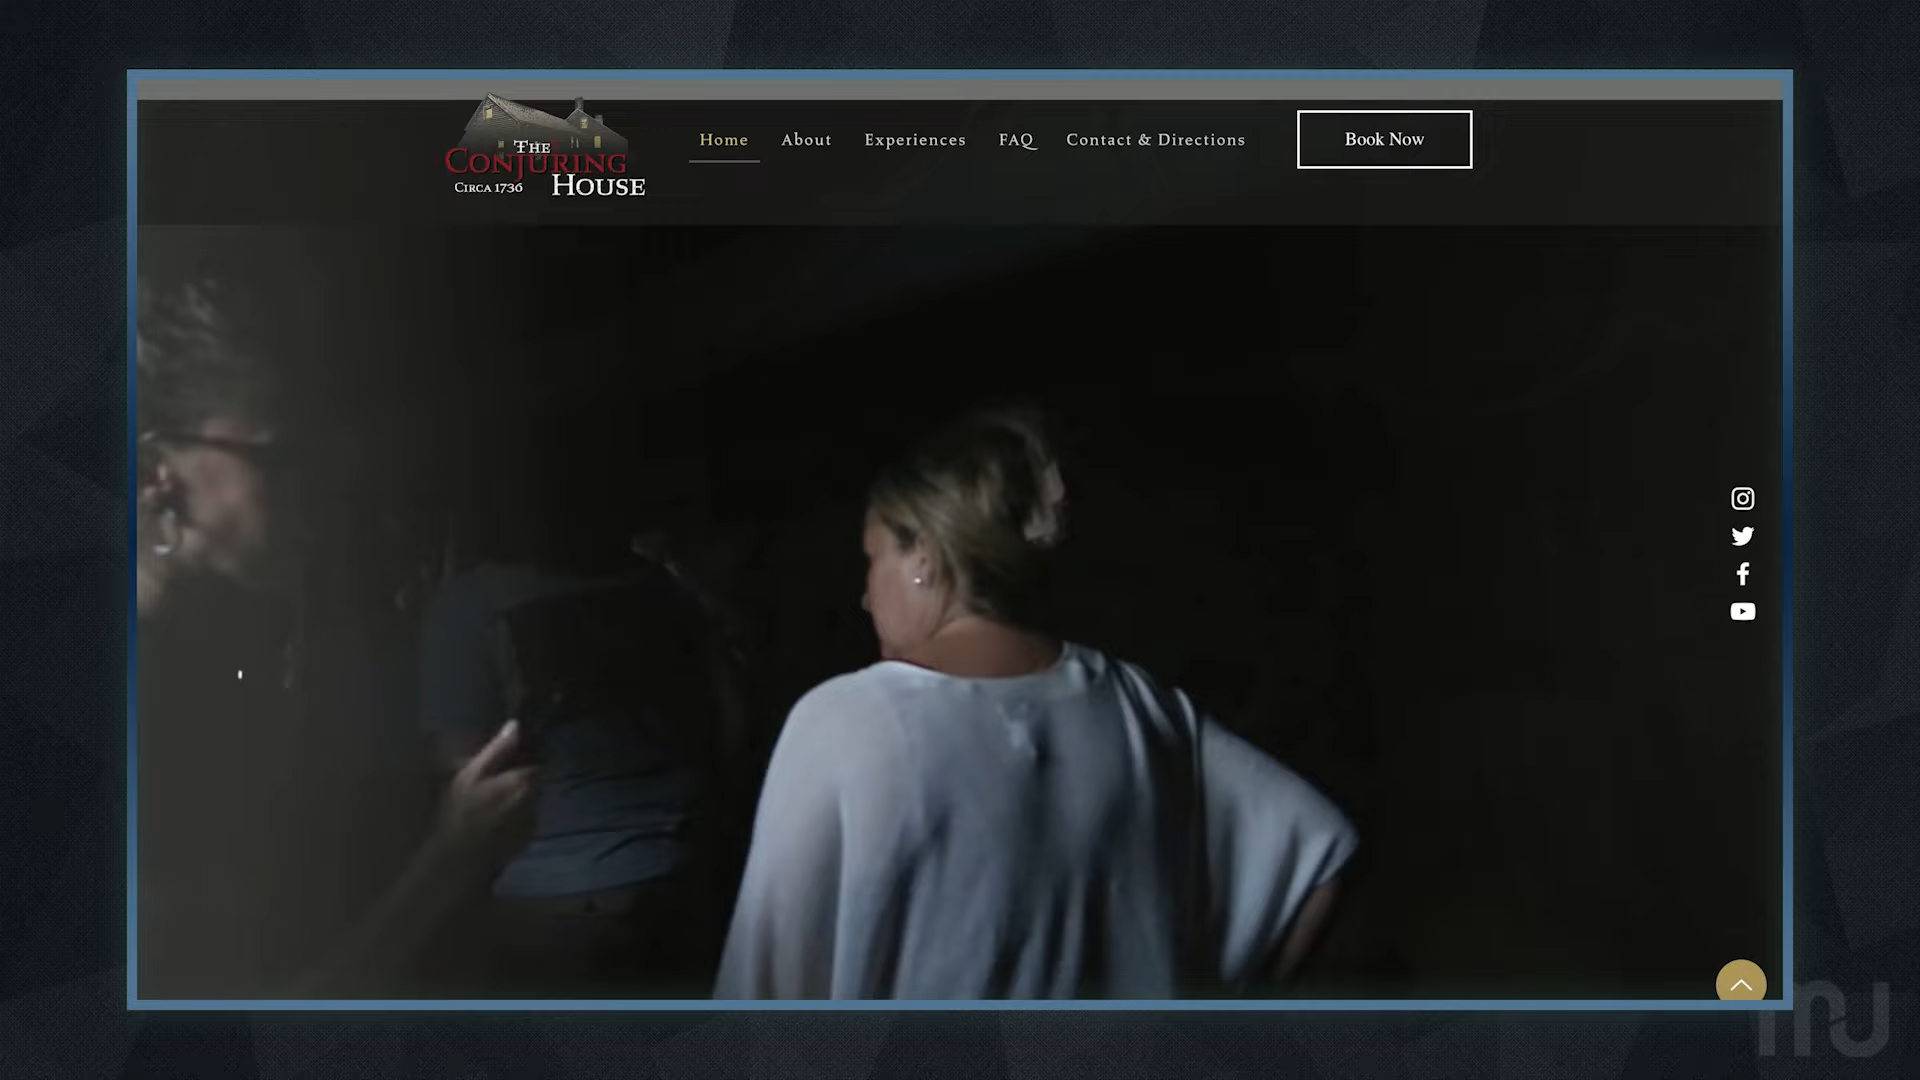 THE
CONJURING
CIRCA 1736 HOUSE
Home About Experiences FAQ Contact & Directions Book Now